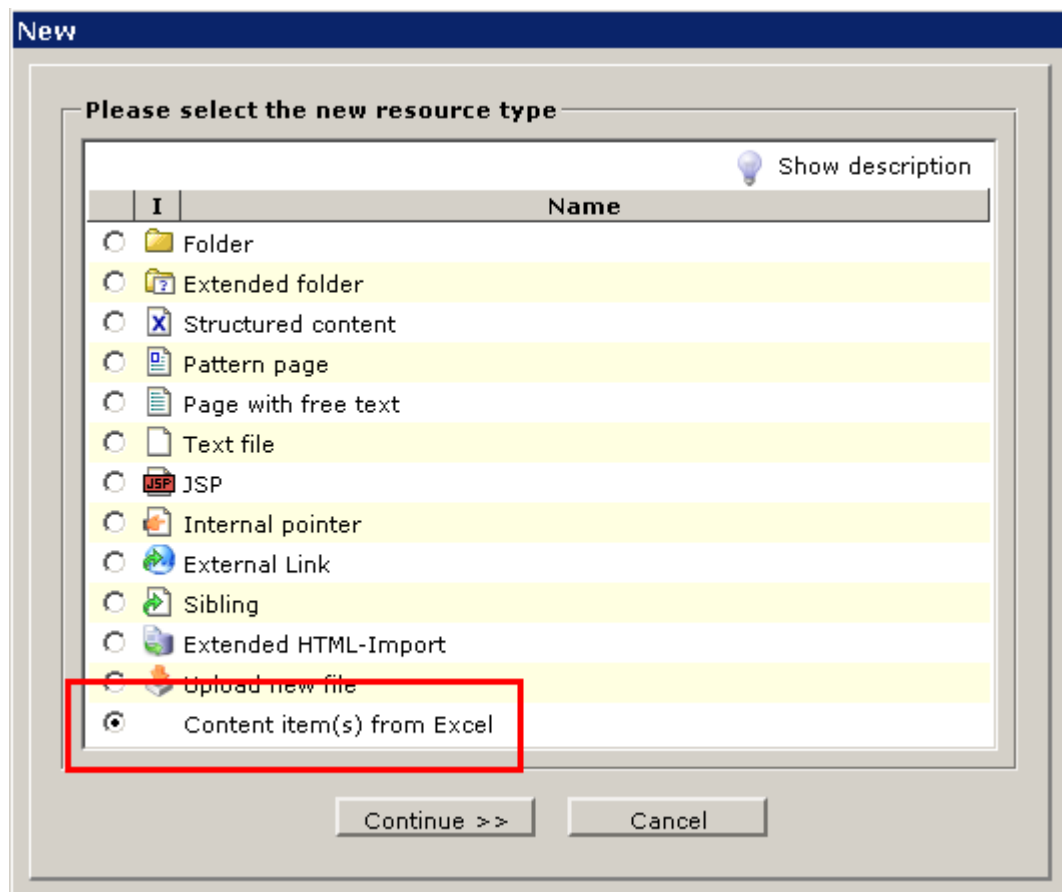 New
Please select the new resource type
Show description
I Name
Folder
Extended folder
Structured content
Pattern page
Page with free text
Text file
JSP JSP
Internal pointer
External Link
Sibling
Extended HTML-Import
Upload new file
Content item(s) from Excel
Continue >> Cancel